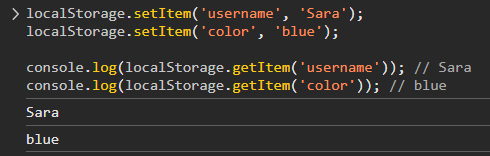 localStorage.setItem('username', 'Sara');
localStorage.setItem('color', 'blue');
console.log(localStorage.getItem('username')); // Sara
console.log(localStorage.getItem('color')); // blue
Sara
blue